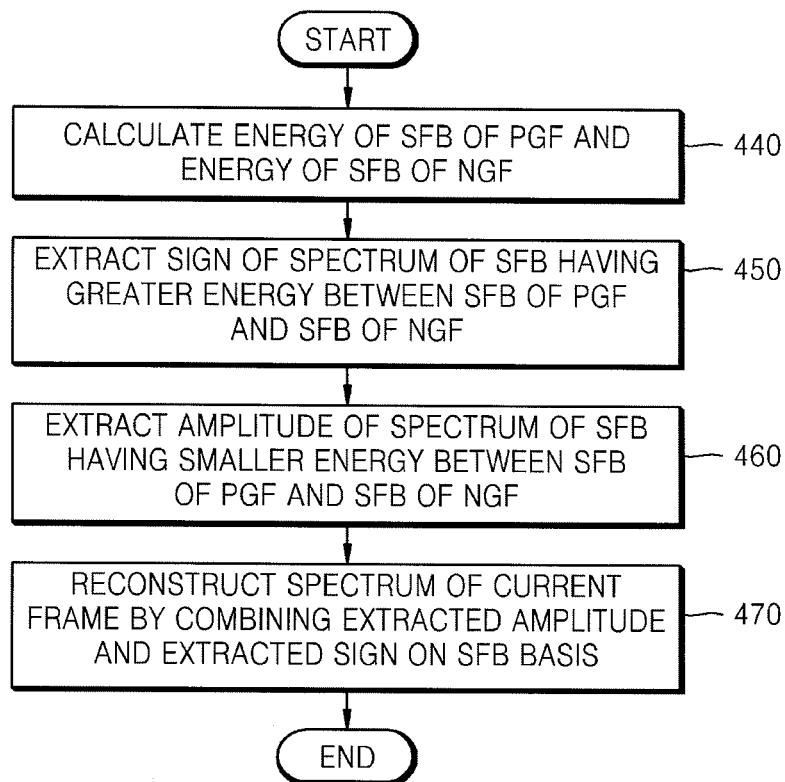 START
CALCULATE ENERGY OF SFB OF PGF AND
ENERGY OF SFB OF NGF
440
EXTRACT SIGN OF SPECTRUM OF SFB HAVING
GREATER ENERGY BETWEEN SFB OF PGF
AND SFB OF NGF
450
EXTRACT AMPLITUDE OF SPECTRUM OF SFB
HAVING SMALLER ENERGY BETWEEN SFB
OF PGF AND SFB OF NGF
460
RECONSTRUCT SPECTRUM OF CURRENT
FRAME BY COMBINING EXTRACTED AMPLITUDE
AND EXTRACTED SIGN ON SFB BASIS
470
END